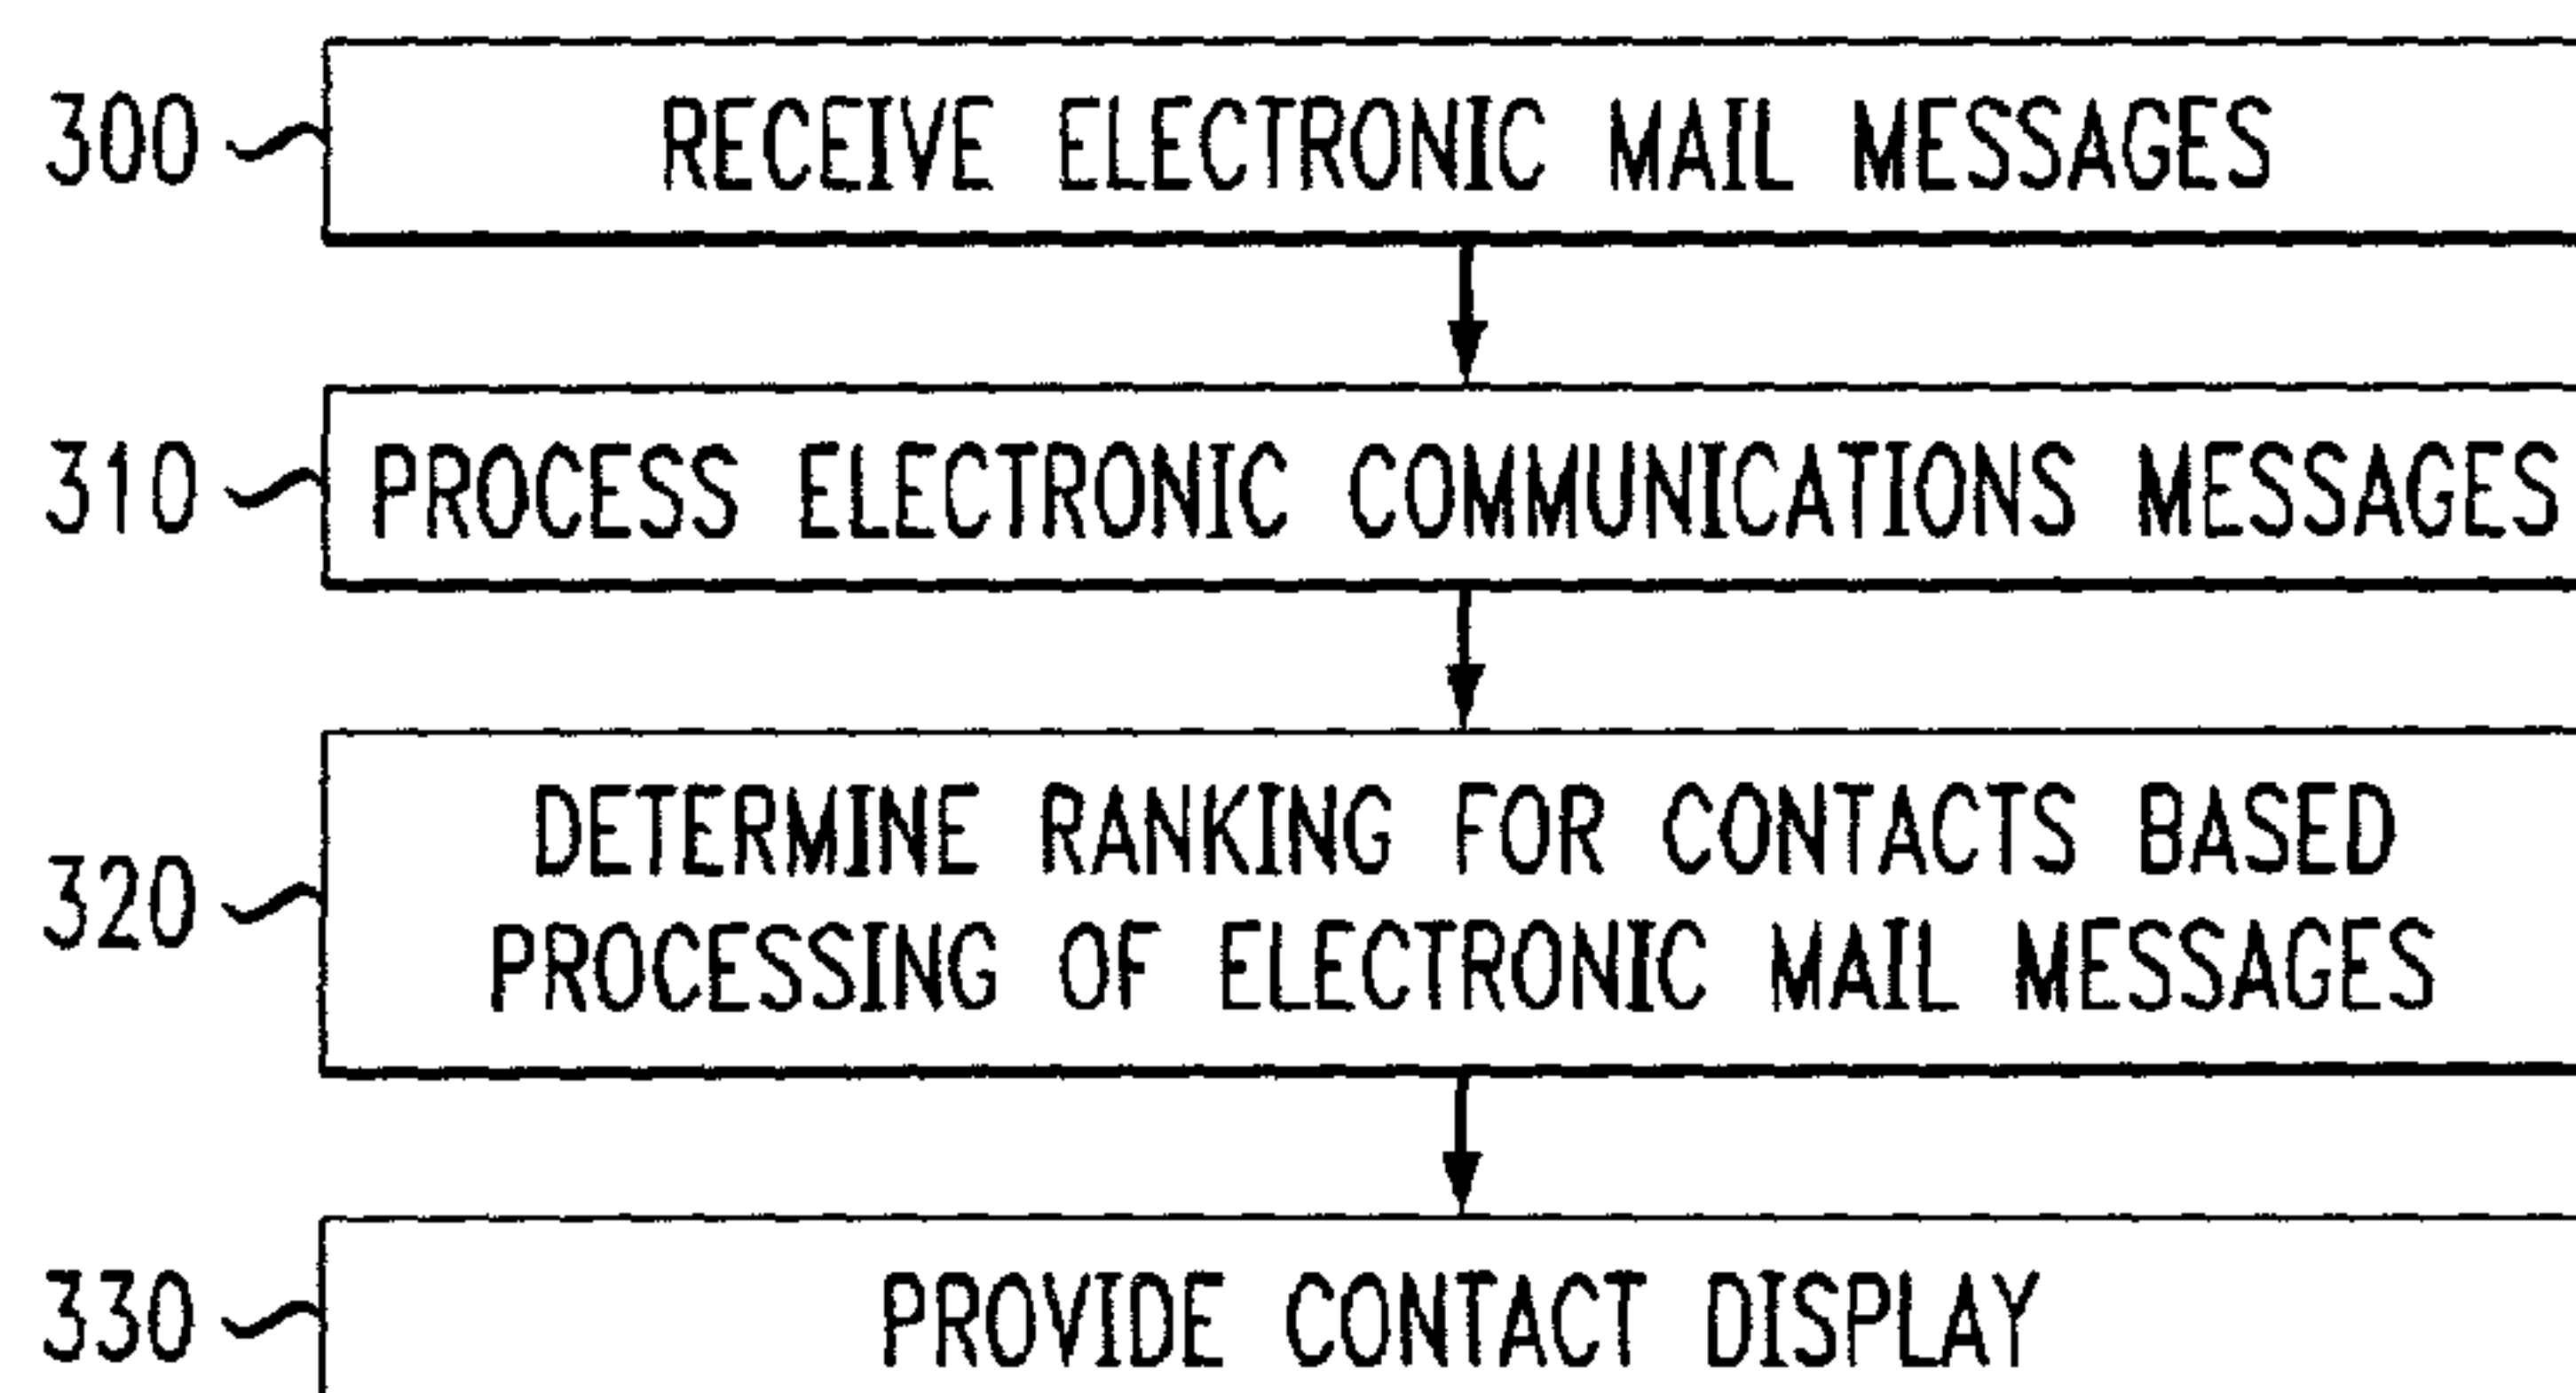 300 RECEIVE ELECTRONIC MAIL MESSAGES
310 PROCESS ELECTRONIC COMMUNICATIONS MESSAGES
320 DETERMINE RANKING FOR CONTACTS BASED
PROCESSING OF ELECTRONIC MAIL MESSAGES
330 PROVIDE CONTACT DISPLAY